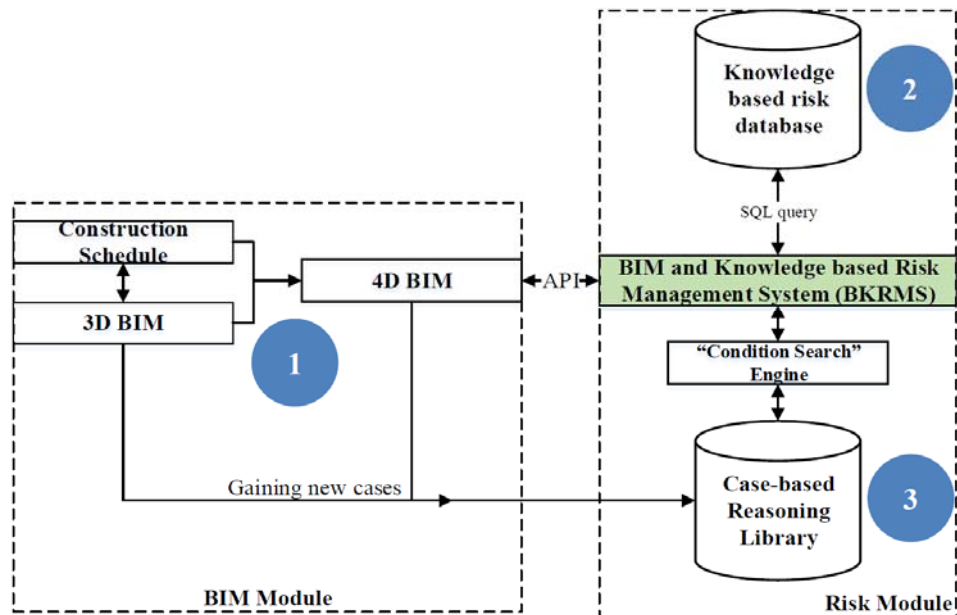 Knowledge
based risk
database
2
SQL query
Construction
Schedule
4D BIM
API
BIM and Knowledge based Risk
Management System (BKRMS)
3D BIM
1
“Condition Search”
Engine
Gaining new cases
Case-based
Reasoning
Library
3
BIM Module
Risk Module